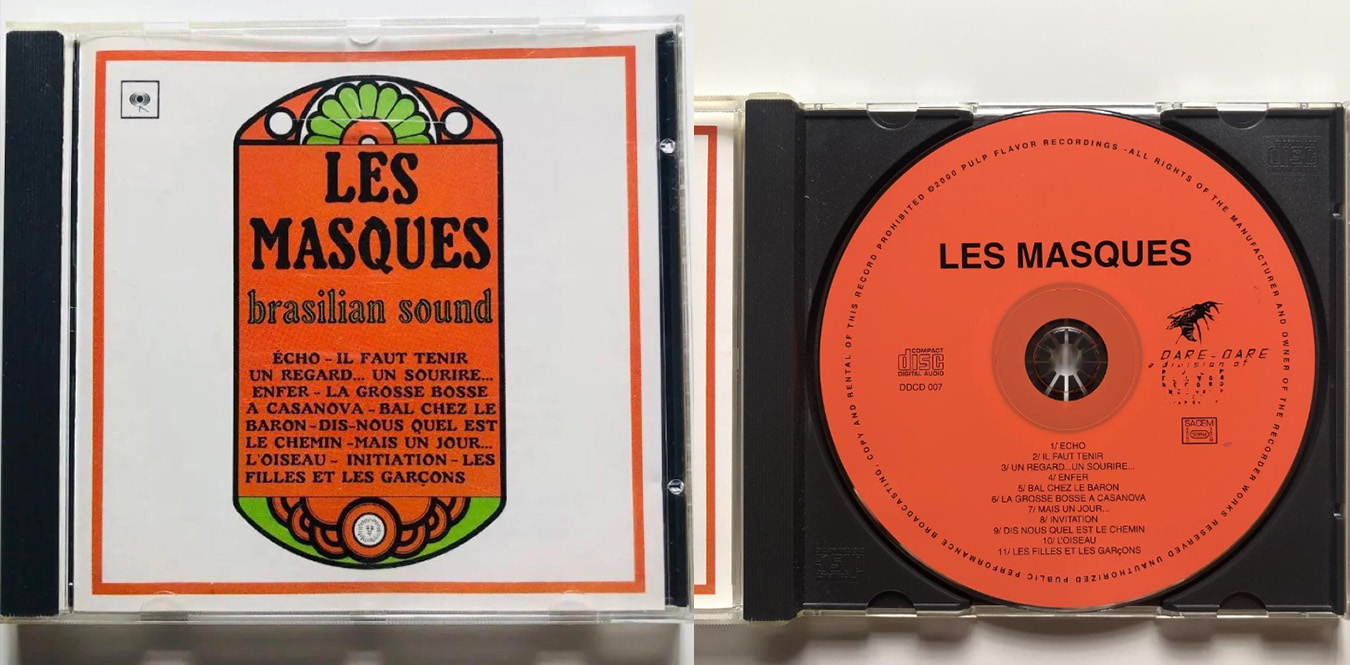 LES
MASQUES
brasilian sound
ÉCHO - IL FAUT TENIR
UN REGARD... UN SOURIRE...
ENFER - LA GROSSE BOSSE
A CASANOVA - BAL CHEZ LE
BARON - DIS-NOUS QUEL EST
LE CHEMIN - MAIS UN JOUR...
L'OISEAU - INITIATION - LES
FILLES ET LES GARÇONS
©2000 PULP FLAVOR RECORDINGS - ALL RIGHTS OF THE MANUFACTURER AND OWNER OF THE RECORDER WORKS RESERVED UNAUTHORIZED PUBLIC PERFORMANCE BROADCASTING, COPY AND RENTAL OF THIS RECORD PROHIBITED
LES MASQUES
COMPACT
disc
DIGITAL AUDIO
DDCD 007
DARE-DARE
a division of
SACEM
1/ ECHO
2/ IL FAUT TENIR
3/ UN REGARD...UN SOURIRE...
4/ ENFER
5/ BAL CHEZ LE BARON
6/ LA GROSSE BOSSE A CASANOVA
7/ MAIS UN JOUR...
8/ INVITATION
9/ DIS NOUS QUEL EST LE CHEMIN
10/ L'OISEAU
11/ LES FILLES ET LES GARçONS